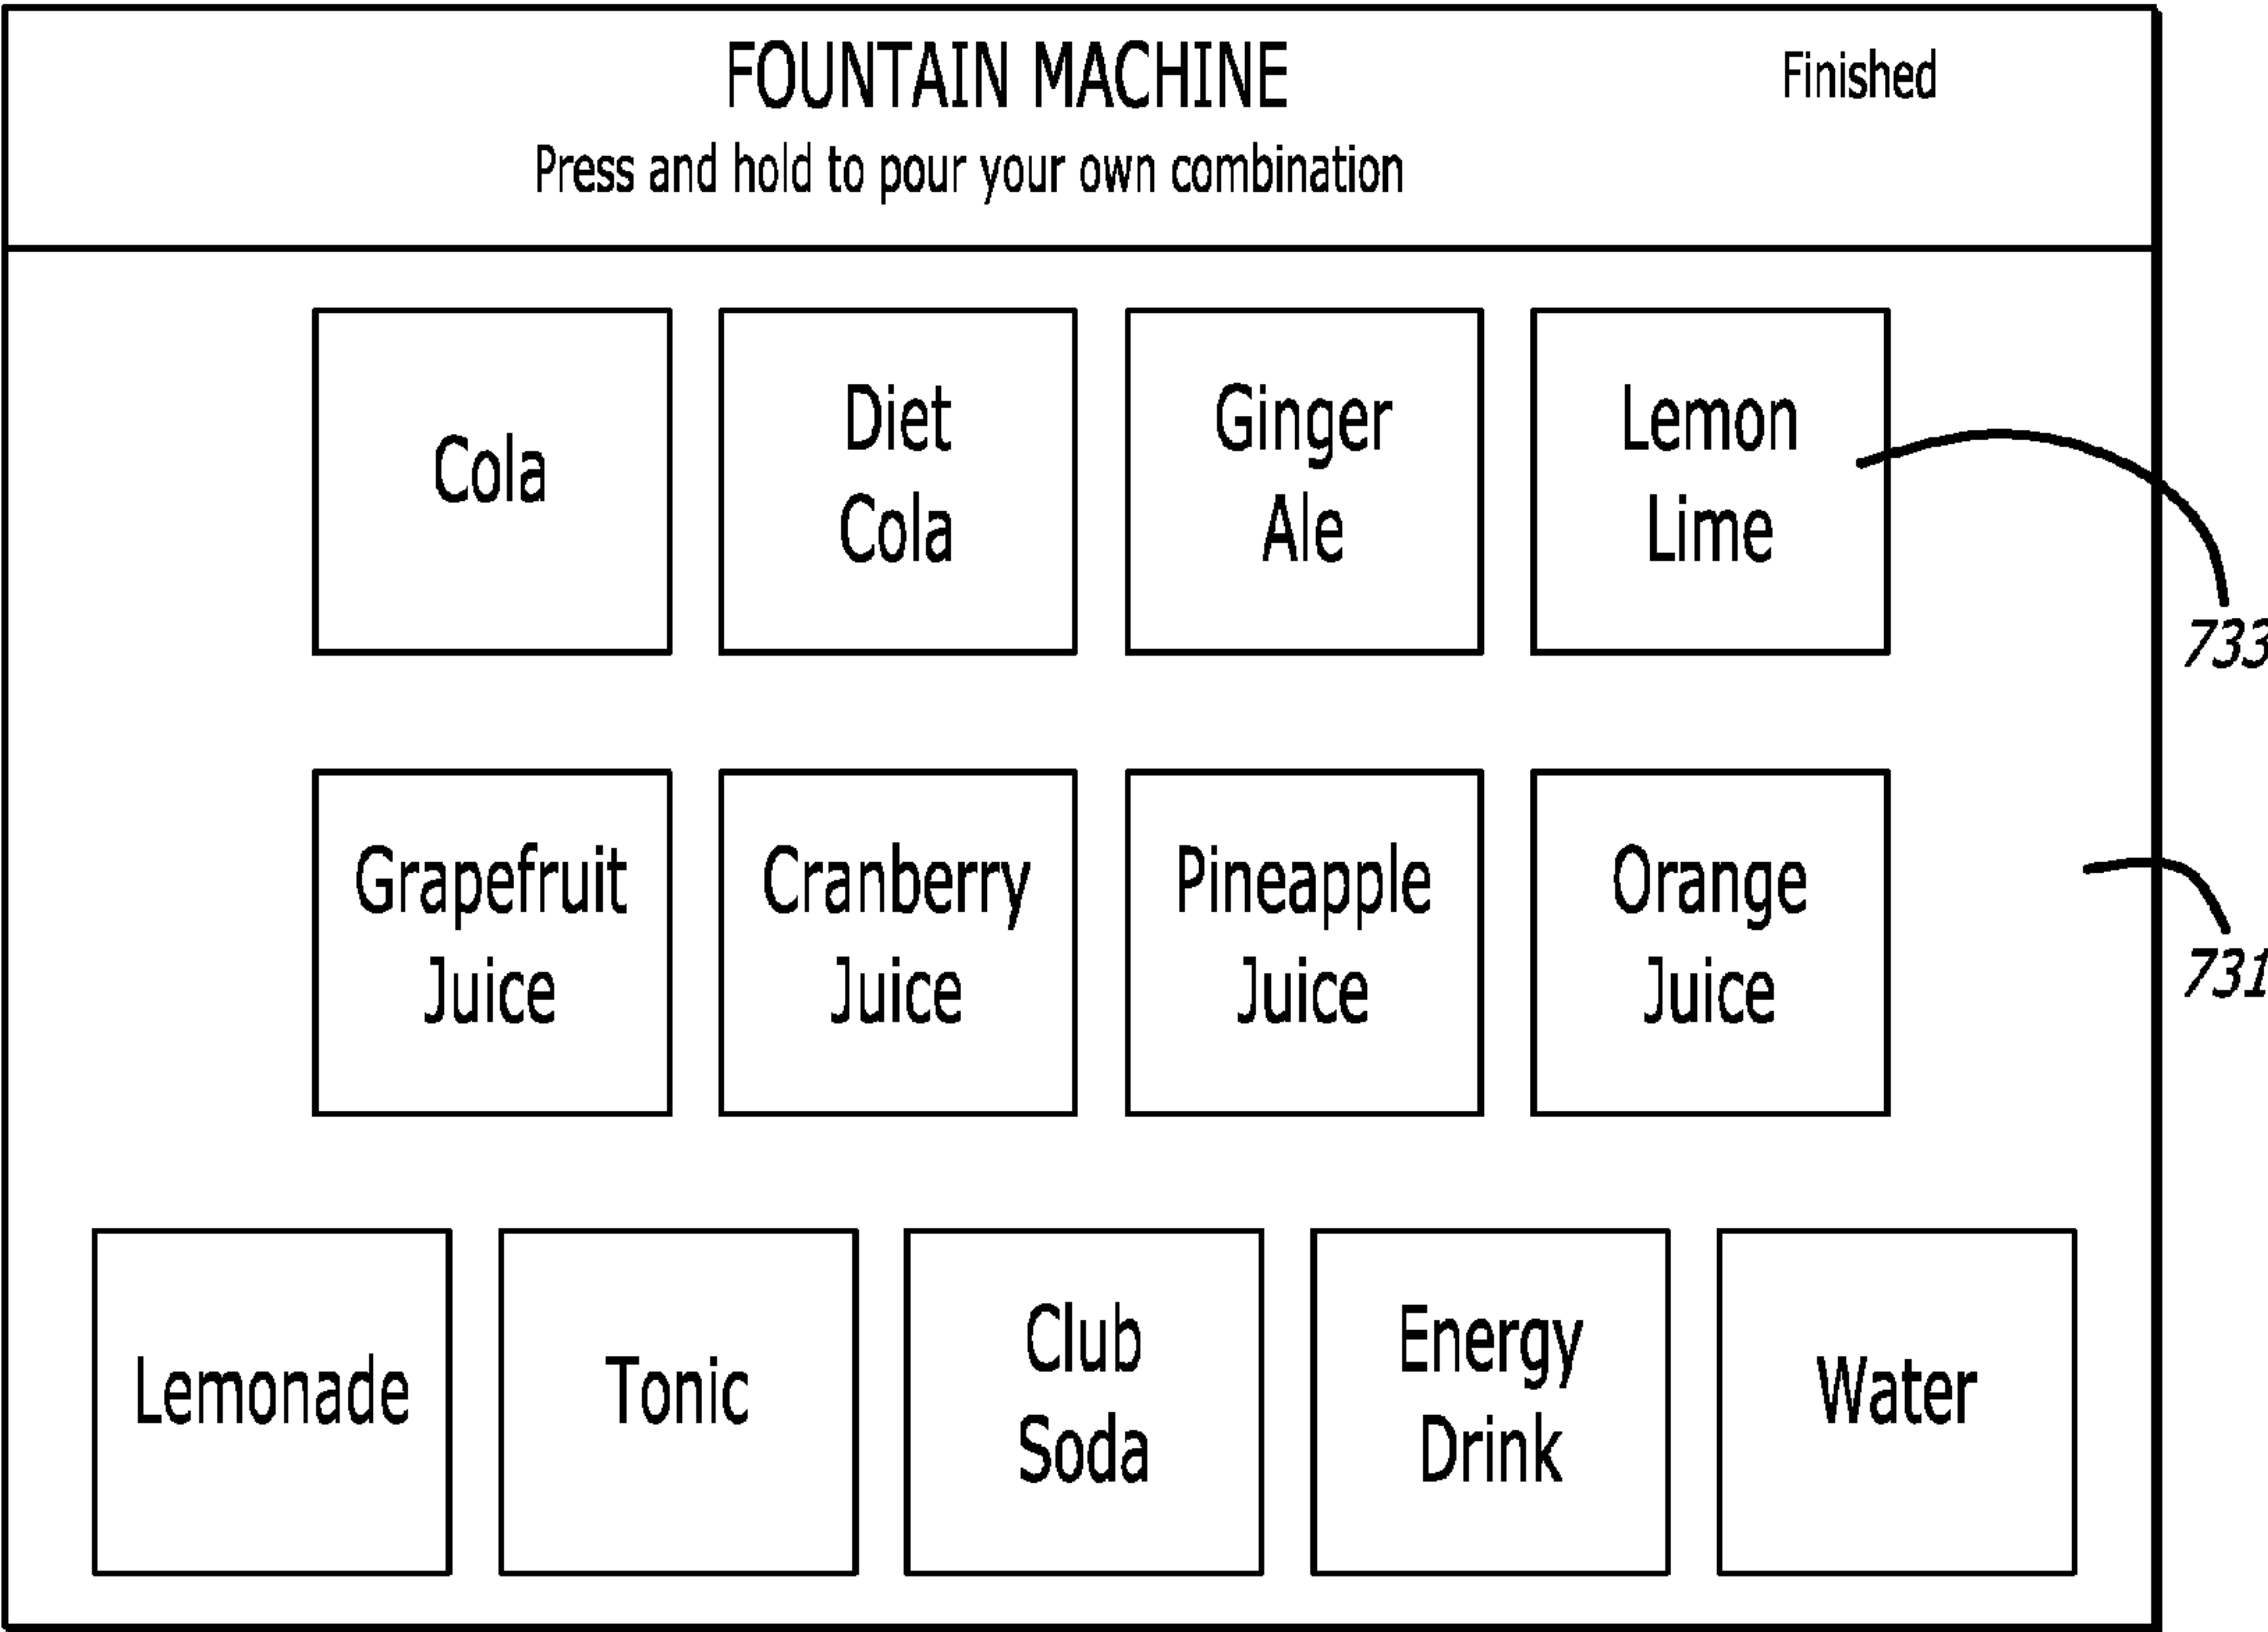 FOUNTAIN MACHINE
Finished
Press and hold to pour your own combination
Cola
Diet
Cola
Ginger
Ale
Lemon
Lime
733
Grapefruit
Juice
Cranberry
Juice
Pineapple
Juice
Orange
Juice
731
Lemonade
Tonic
Club
Soda
Energy
Drink
Water